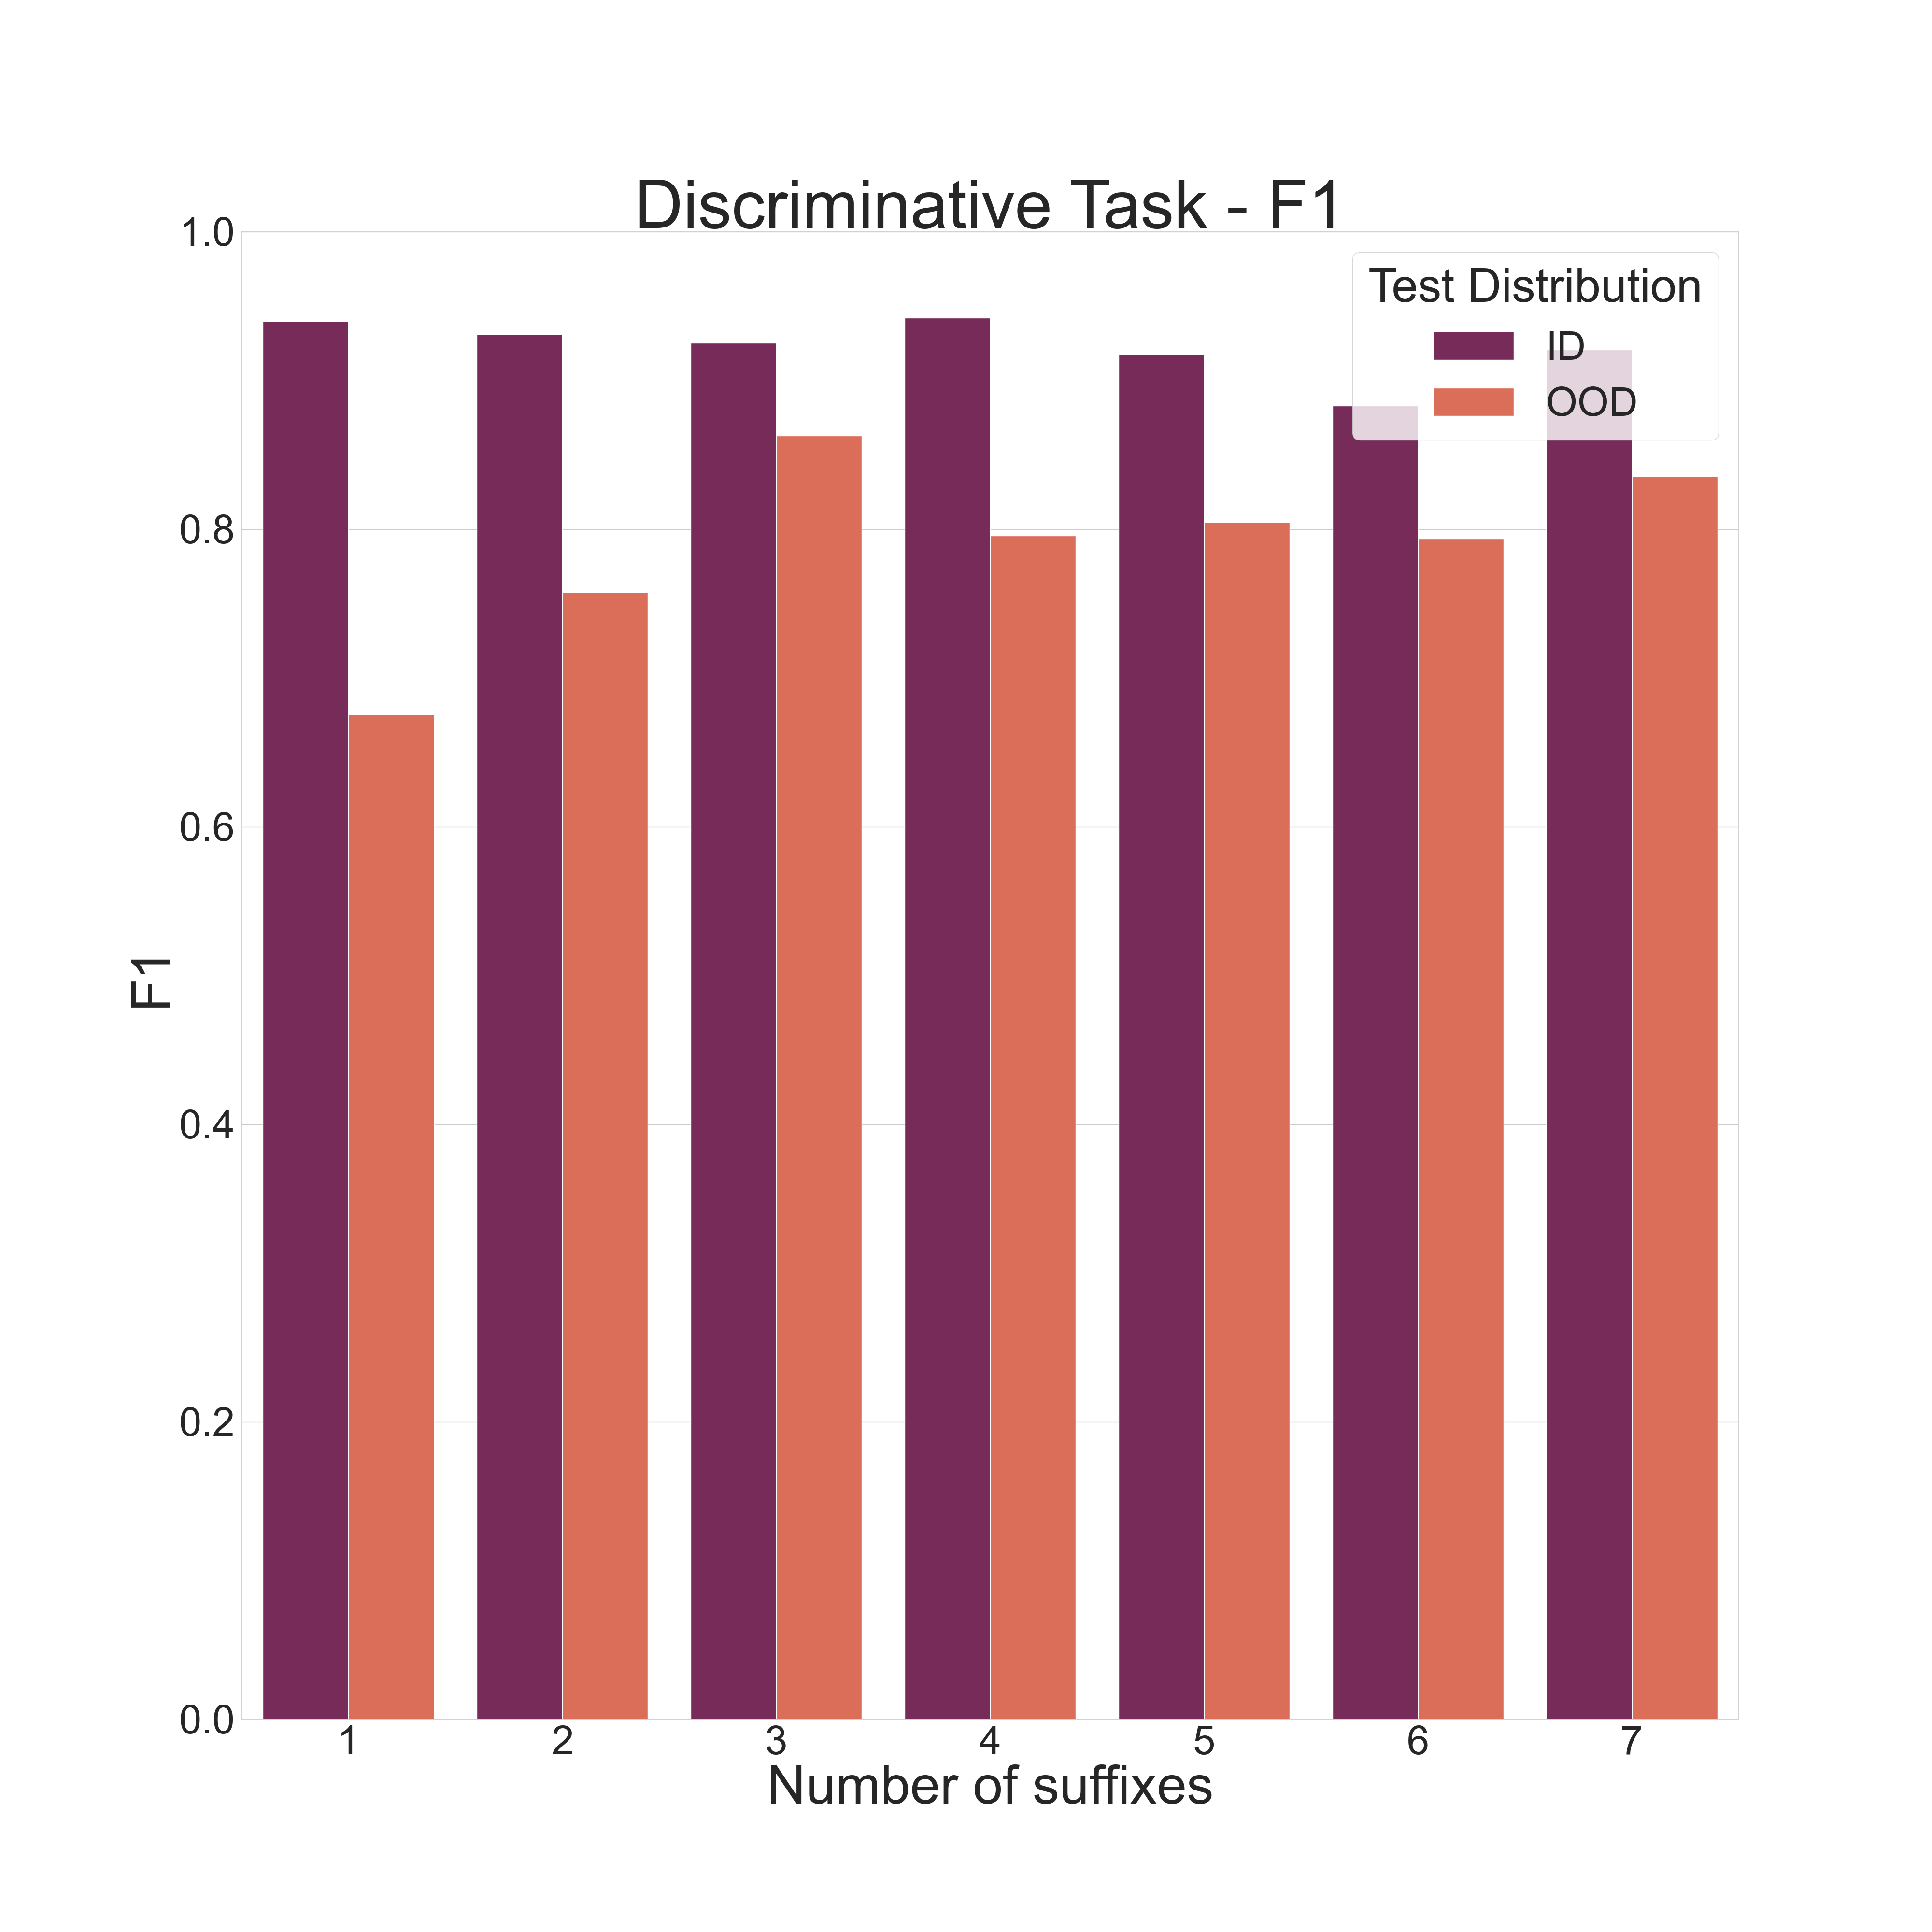 Discriminative Task - F1
1.0
0.8
0.6
0.4
0.2
0.0
F1
Test Distribution
ID
OOD
1 2 3 4 5 6 7
Number of suffixes